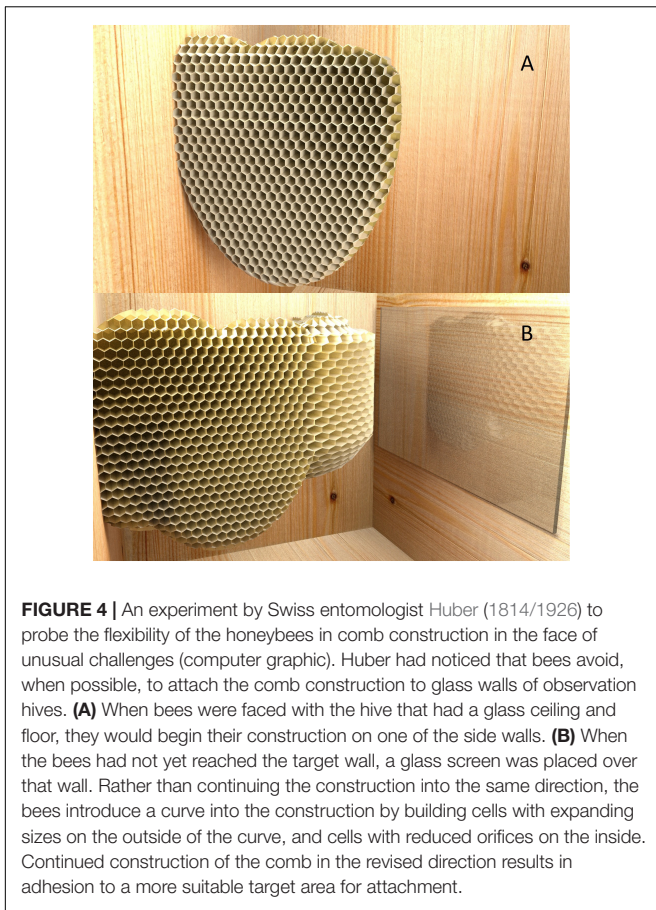 A
B
FIGURE 4 | An experiment by Swiss entomologist Huber (1814/1926) to
probe the flexibility of the honeybees in comb construction in the face of
unusual challenges (computer graphic). Huber had noticed that bees avoid,
when possible, to attach the comb construction to glass walls of observation
hives. (A) When bees were faced with the hive that had a glass ceiling and
floor, they would begin their construction on one of the side walls. (B) When
the bees had not yet reached the target wall, a glass screen was placed over
that wall. Rather than continuing the construction into the same direction, the
bees introduce a curve into the construction by building cells with expanding
sizes on the outside of the curve, and cells with reduced orifices on the inside.
Continued construction of the comb in the revised direction results in
adhesion to a more suitable target area for attachment.